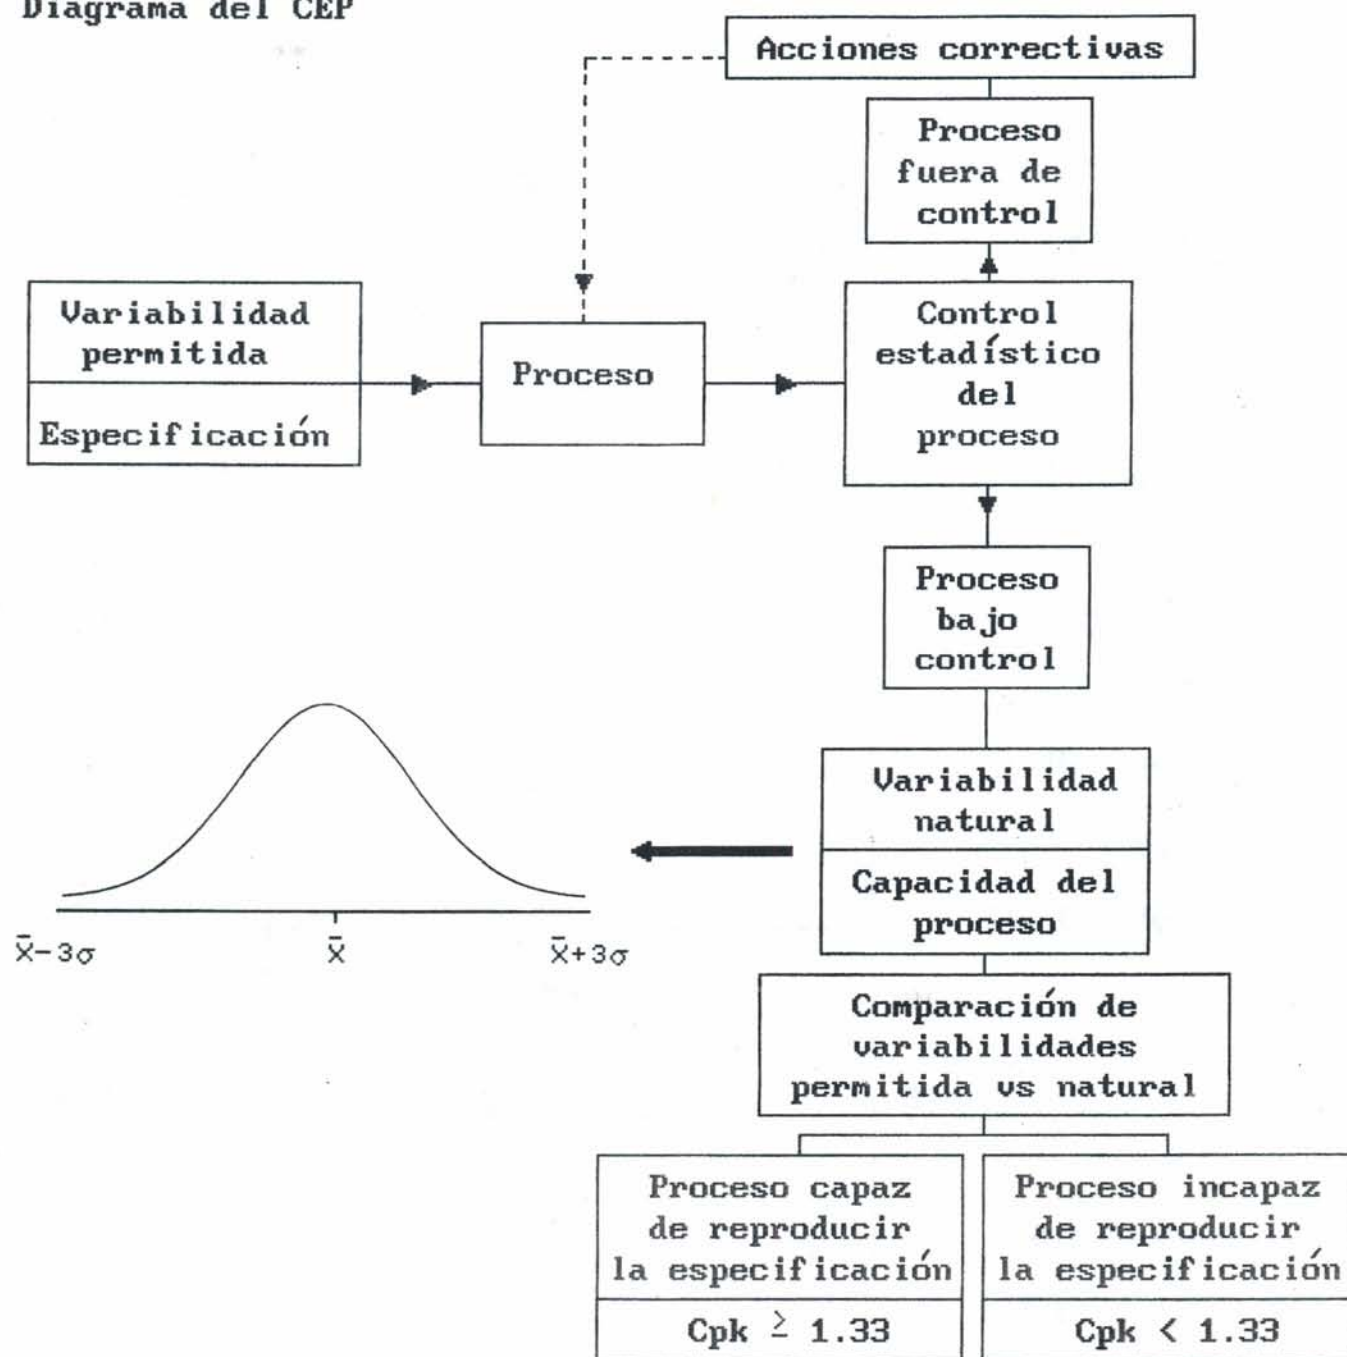 Diagrama del CEP
Acciones correctivas
Proceso
fuera de
control
Variabilidad
permitida
Especificación
Proceso
Control
estadístico
del
proceso
Proceso
bajo
control
Variabilidad
natural
Capacidad del
proceso
x̄-3σ
x̄
x̄+3σ
Comparación de
variabilidades
permitida vs natural
Proceso capaz
de reproducir
la especificación
Cpk ≥ 1.33
Proceso incapaz
de reproducir
la especificación
Cpk < 1.33